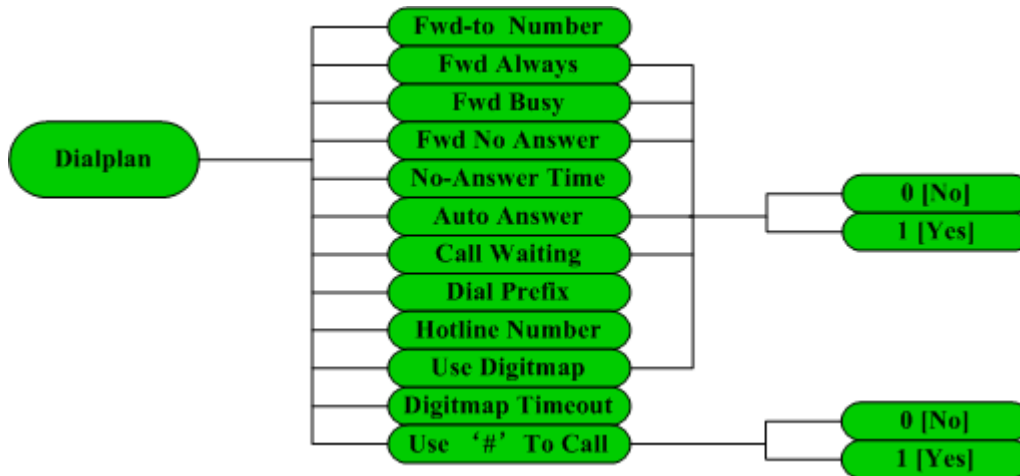 Dialplan
Fwd-to Number
Fwd Always
Fwd Busy
Fwd No Answer
No-Answer Time
Auto Answer
Call Waiting
Dial Prefix
Hotline Number
Use Digitmap
Digitmap Timeout
Use ‘#’ To Call
0 [No]
1 [Yes]
0 [No]
1 [Yes]